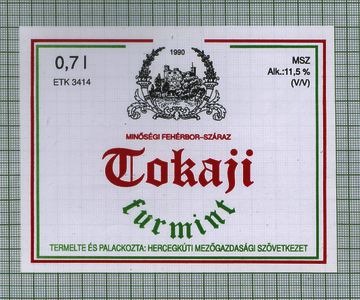 1990
0,7 l
ETK 3414
MSZ
Alk.:11,5 %
(V/V)
MINŐSÉGI FEHÉRBOR–SZÁRAZ
Tokaji
furmint
TERMELTE ÉS PALACKOZTA: HERCEGKÚTI MEZŐGAZDASÁGI SZÖVETKEZET